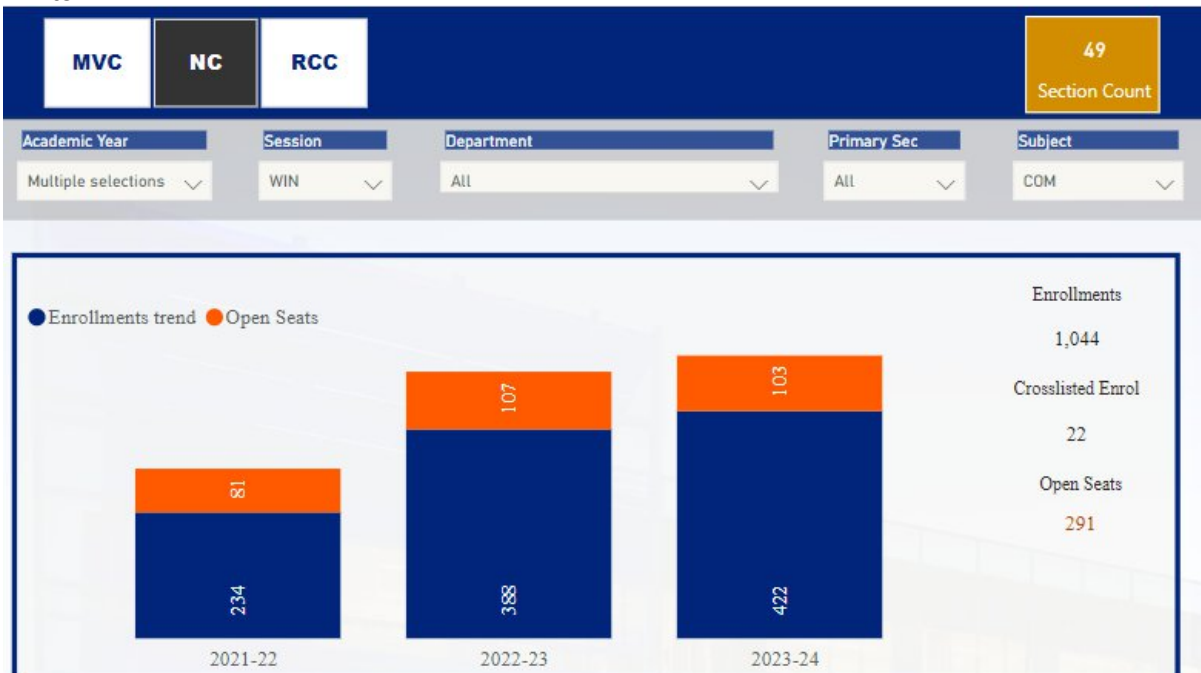 MVC NC RCC
49
Section Count
Academic Year Session Department Primary Sec Subject
Multiple selections WIN All All COM
Enrollments trend Open Seats
Enrollments
1,044
Crosslisted Enrol
22
Open Seats
291
81
234
107
388
103
422
2021-22 2022-23 2023-24